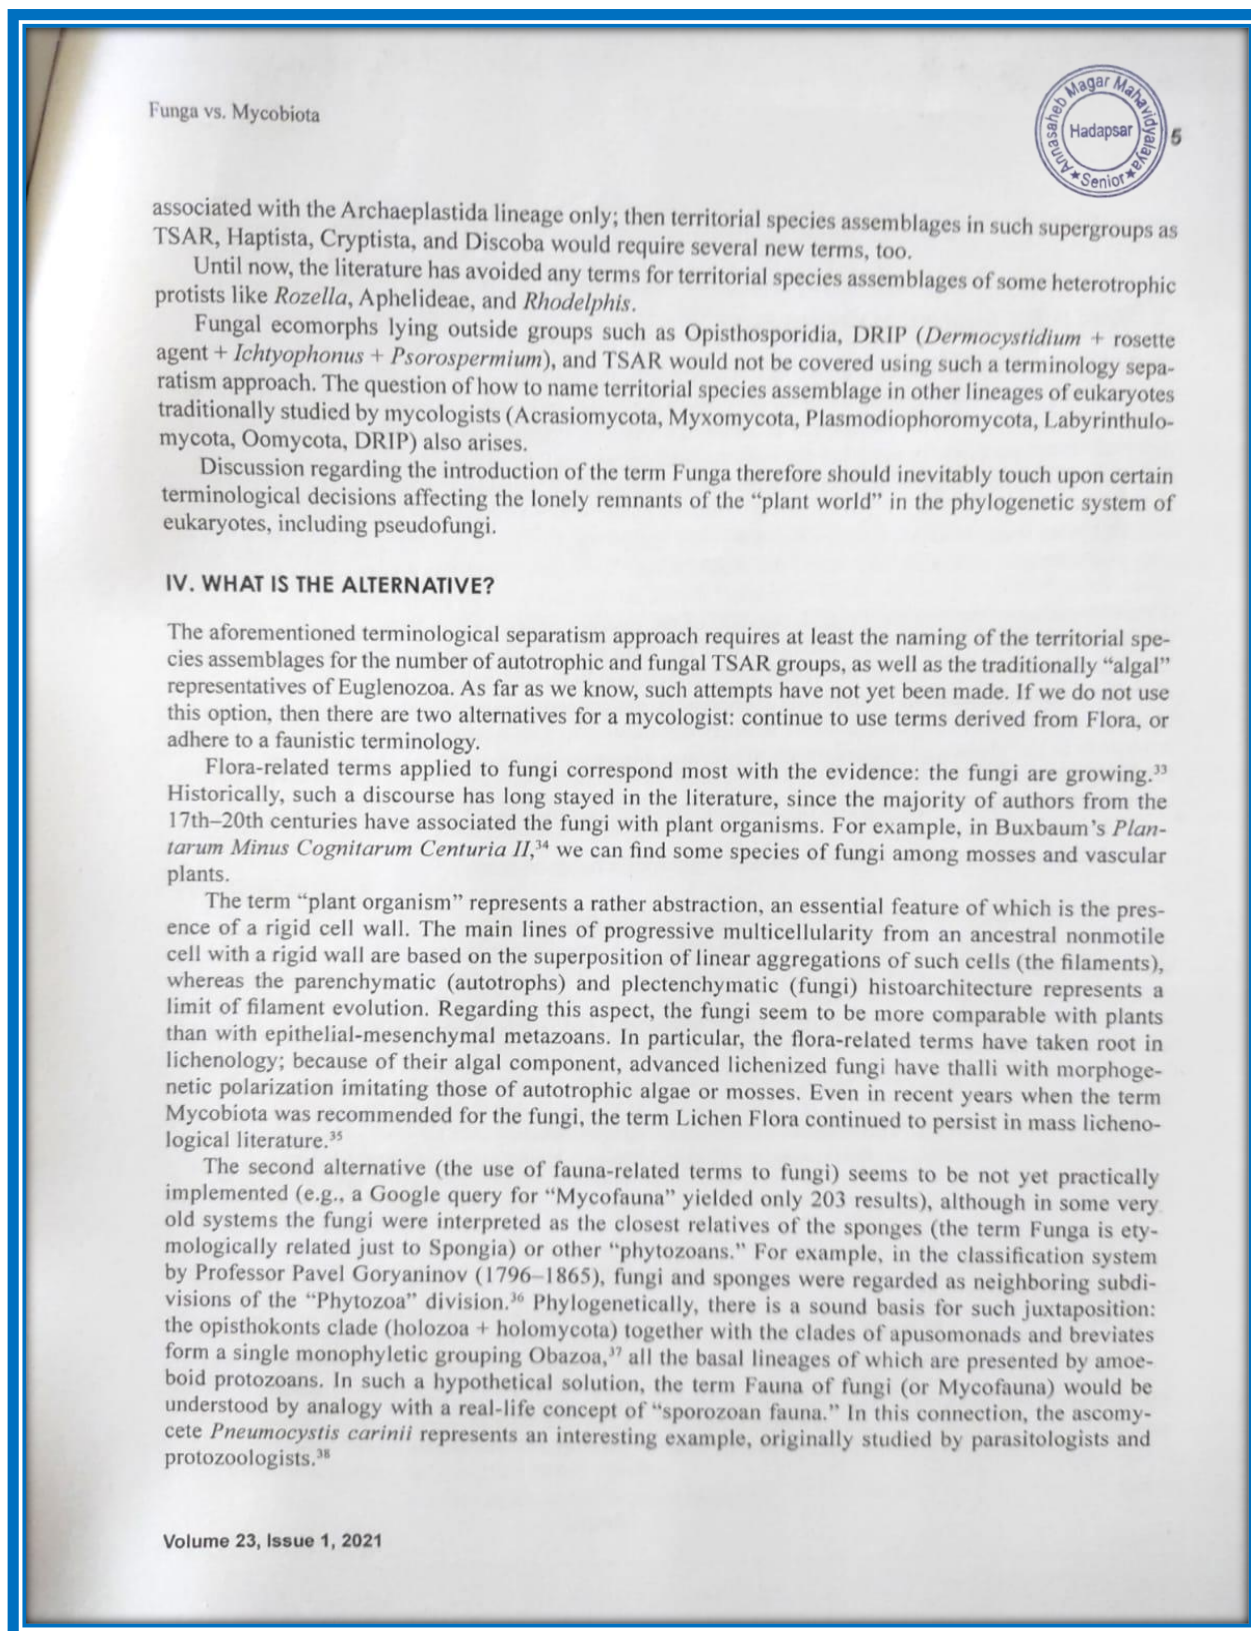 Funga vs. Mycobiota
Annasaheb Magar Mahavidyalaya
Hadapsar
★ Senior ★
5
associated with the Archaeplastida lineage only; then territorial species assemblages in such supergroups as
TSAR, Haptista, Cryptista, and Discoba would require several new terms, too.
Until now, the literature has avoided any terms for territorial species assemblages of some heterotrophic
protists like Rozella, Aphelideae, and Rhodelphis.
Fungal ecomorphs lying outside groups such as Opisthosporidia, DRIP (Dermocystidium + rosette
agent + Ichtyophonus + Psorospermium), and TSAR would not be covered using such a terminology sepa-
ratism approach. The question of how to name territorial species assemblage in other lineages of eukaryotes
traditionally studied by mycologists (Acrasiomycota, Myxomycota, Plasmodiophoromycota, Labyrinthulo-
mycota, Oomycota, DRIP) also arises.
Discussion regarding the introduction of the term Funga therefore should inevitably touch upon certain
terminological decisions affecting the lonely remnants of the “plant world” in the phylogenetic system of
eukaryotes, including pseudofungi.
IV. WHAT IS THE ALTERNATIVE?
The aforementioned terminological separatism approach requires at least the naming of the territorial spe-
cies assemblages for the number of autotrophic and fungal TSAR groups, as well as the traditionally “algal”
representatives of Euglenozoa. As far as we know, such attempts have not yet been made. If we do not use
this option, then there are two alternatives for a mycologist: continue to use terms derived from Flora, or
adhere to a faunistic terminology.
Flora-related terms applied to fungi correspond most with the evidence: the fungi are growing.³³
Historically, such a discourse has long stayed in the literature, since the majority of authors from the
17th–20th centuries have associated the fungi with plant organisms. For example, in Buxbaum’s Plan-
tarum Minus Cognitarum Centuria II,³⁴ we can find some species of fungi among mosses and vascular
plants.
The term “plant organism” represents a rather abstraction, an essential feature of which is the pres-
ence of a rigid cell wall. The main lines of progressive multicellularity from an ancestral nonmotile
cell with a rigid wall are based on the superposition of linear aggregations of such cells (the filaments),
whereas the parenchymatic (autotrophs) and plectenchymatic (fungi) histoarchitecture represents a
limit of filament evolution. Regarding this aspect, the fungi seem to be more comparable with plants
than with epithelial-mesenchymal metazoans. In particular, the flora-related terms have taken root in
lichenology; because of their algal component, advanced lichenized fungi have thalli with morphoge-
netic polarization imitating those of autotrophic algae or mosses. Even in recent years when the term
Mycobiota was recommended for the fungi, the term Lichen Flora continued to persist in mass licheno-
logical literature.³⁵
The second alternative (the use of fauna-related terms to fungi) seems to be not yet practically
implemented (e.g., a Google query for “Mycofauna” yielded only 203 results), although in some very
old systems the fungi were interpreted as the closest relatives of the sponges (the term Funga is ety-
mologically related just to Spongia) or other “phytozoans.” For example, in the classification system
by Professor Pavel Goryaninov (1796–1865), fungi and sponges were regarded as neighboring subdi-
visions of the “Phytozoa” division.³⁶ Phylogenetically, there is a sound basis for such juxtaposition:
the opisthokonts clade (holozoa + holomycota) together with the clades of apusomonads and breviates
form a single monophyletic grouping Obazoa,³⁷ all the basal lineages of which are presented by amoe-
boid protozoans. In such a hypothetical solution, the term Fauna of fungi (or Mycofauna) would be
understood by analogy with a real-life concept of “sporozoan fauna.” In this connection, the ascomy-
cete Pneumocystis carinii represents an interesting example, originally studied by parasitologists and
protozoologists.³⁸
Volume 23, Issue 1, 2021